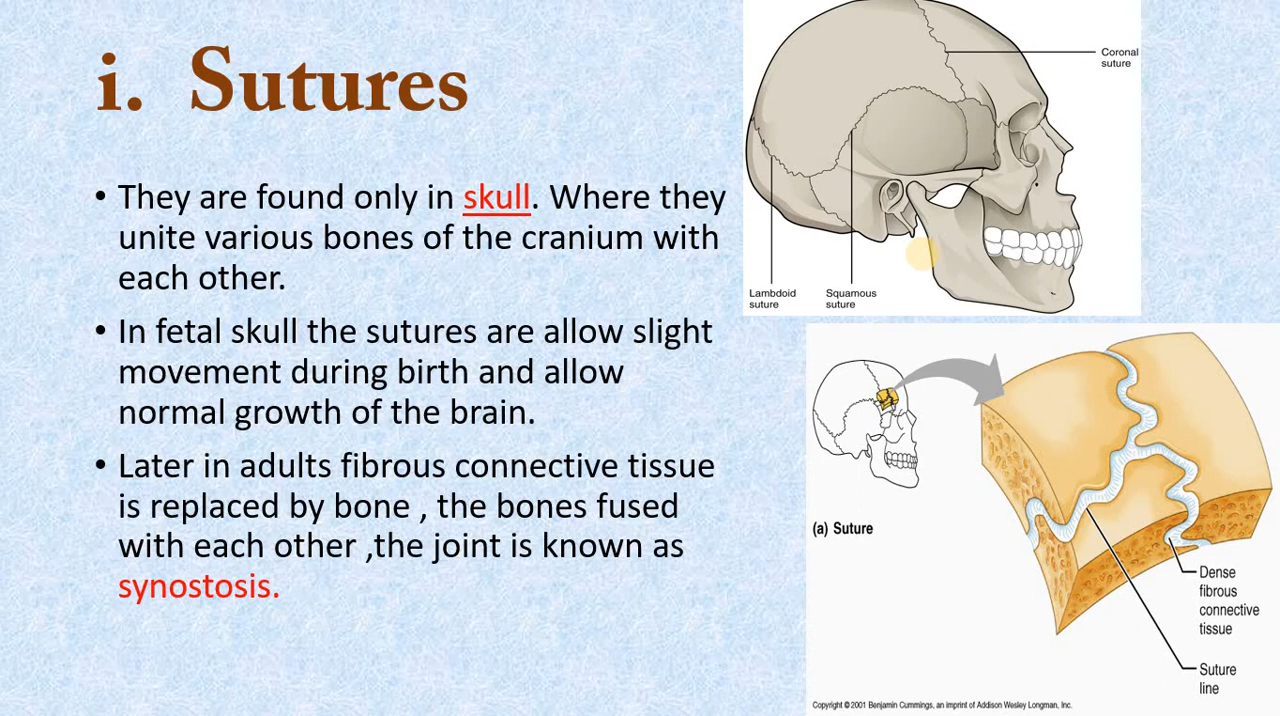 i. Sutures
• They are found only in skull. Where they
unite various bones of the cranium with
each other.
• In fetal skull the sutures are allow slight
movement during birth and allow
normal growth of the brain.
• Later in adults fibrous connective tissue
is replaced by bone , the bones fused
with each other ,the joint is known as
synostosis.
Coronal
suture
Lambdoid
suture
Squamous
suture
(a) Suture
Dense
fibrous
connective
tissue
Suture
line
Copyright © 2001 Benjamin Cummings, an imprint of Addison Wesley Longman, Inc.